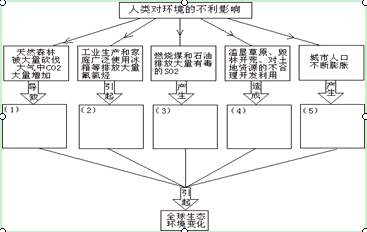 人类对环境的不利影响
天然森林
被大量砍伐
大气中CO2
大量增加
工业生产和家
庭广泛使用冰
箱等排放大量
氟氯烃
燃烧煤和石油
排放大量有毒
的SO2
滥垦草原、毁
林开荒、对土
地资源的不合
理开发利用
城市人口
不断膨胀
导致
引起
产生
造成
产生
(1)
(2)
(3)
(4)
(5)
引起
全球生态
环境变化